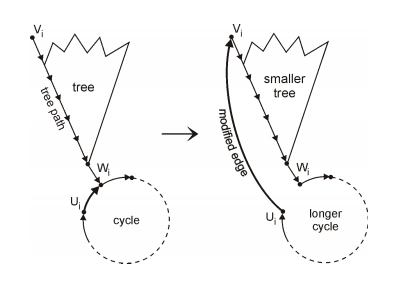 Vi
tree
tree path
Wi
Ui
cycle
Vi
smaller
tree
modified edge
Wi
Ui
longer
cycle